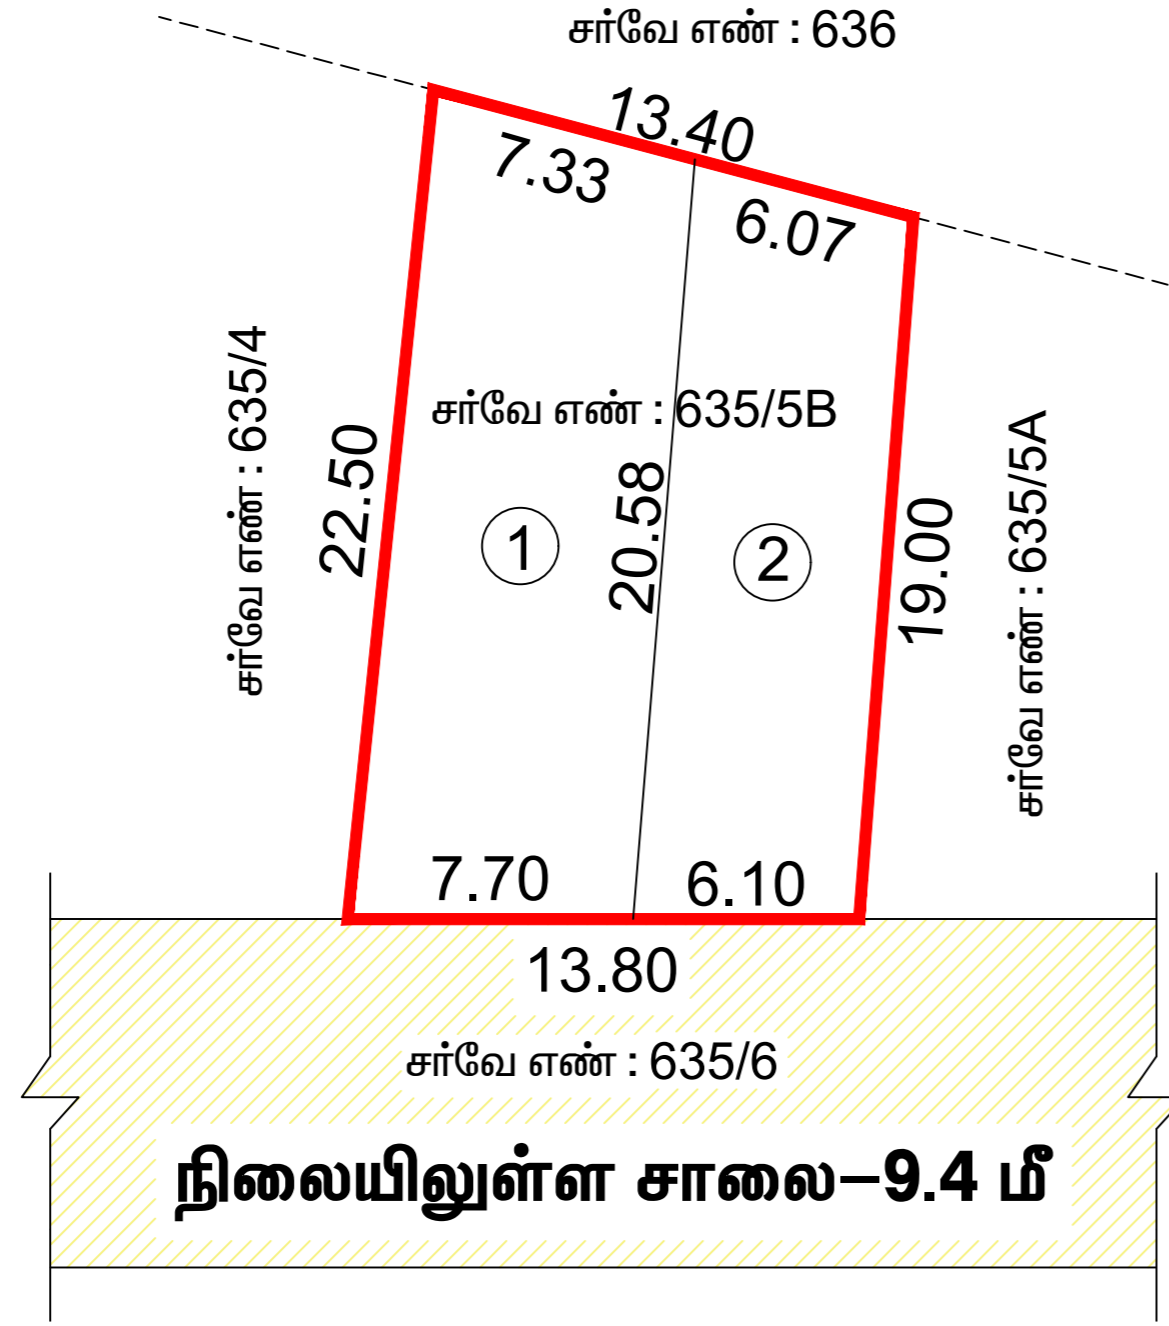 சர்வே எண் : 636
13.40
7.33
6.07
சர்வே எண் : 635/4
சர்வே எண் : 635/5B
22.50
20.58
சர்வே எண் : 635/5A
19.00
1
2
7.70
6.10
13.80
சர்வே எண் : 635/6
நிலையிலுள்ள சாலை–9.4 மீ